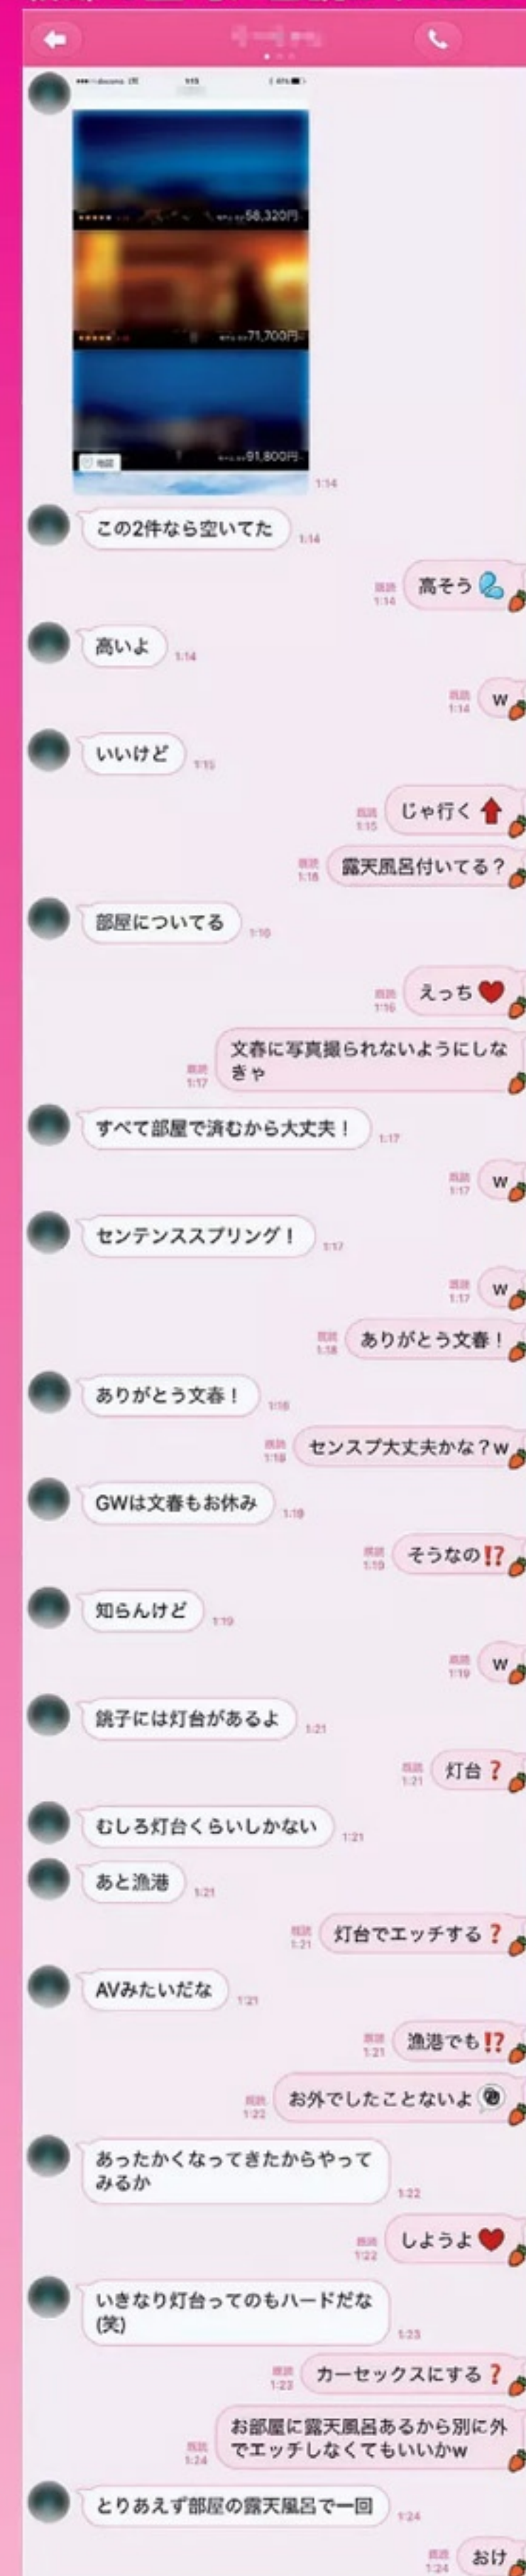 58,320円~
71,700円~
91,800円~
地図
1:14
この2件なら空いてた
1:14
高そう
既読
1:14
高いよ
1:14
w
既読
1:14
いいけど
1:15
じゃ行く
既読
1:15
露天風呂付いてる?
既読
1:16
部屋についてる
1:16
えっち
既読
1:16
文春に写真撮られないようにしな
きゃ
既読
1:17
すべて部屋で済むから大丈夫!
1:17
w
既読
1:17
センテンススプリング!
1:17
w
既読
1:17
ありがとう文春!
既読
1:18
ありがとう文春!
1:18
センスプ大丈夫かな?w
既読
1:18
GWは文春もお休み
1:19
そうなの⁉
既読
1:19
知らんけど
1:19
w
既読
1:19
銚子には灯台があるよ
1:21
灯台❓
既読
1:21
むしろ灯台くらいしかない
1:21
あと漁港
1:21
灯台でエッチする❓
既読
1:21
AVみたいだな
1:21
漁港でも⁉
既読
1:21
お外でしたことないよ
既読
1:22
あったかくなってきたからやって
みるか
1:22
しようよ
既読
1:22
いきなり灯台ってのもハードだな
(笑)
1:23
カーセックスにする❓
既読
1:23
お部屋に露天風呂あるから別に外
でエッチしなくてもいいかw
既読
1:24
とりあえず部屋の露天風呂で一回
1:24
おけ
既読
1:24